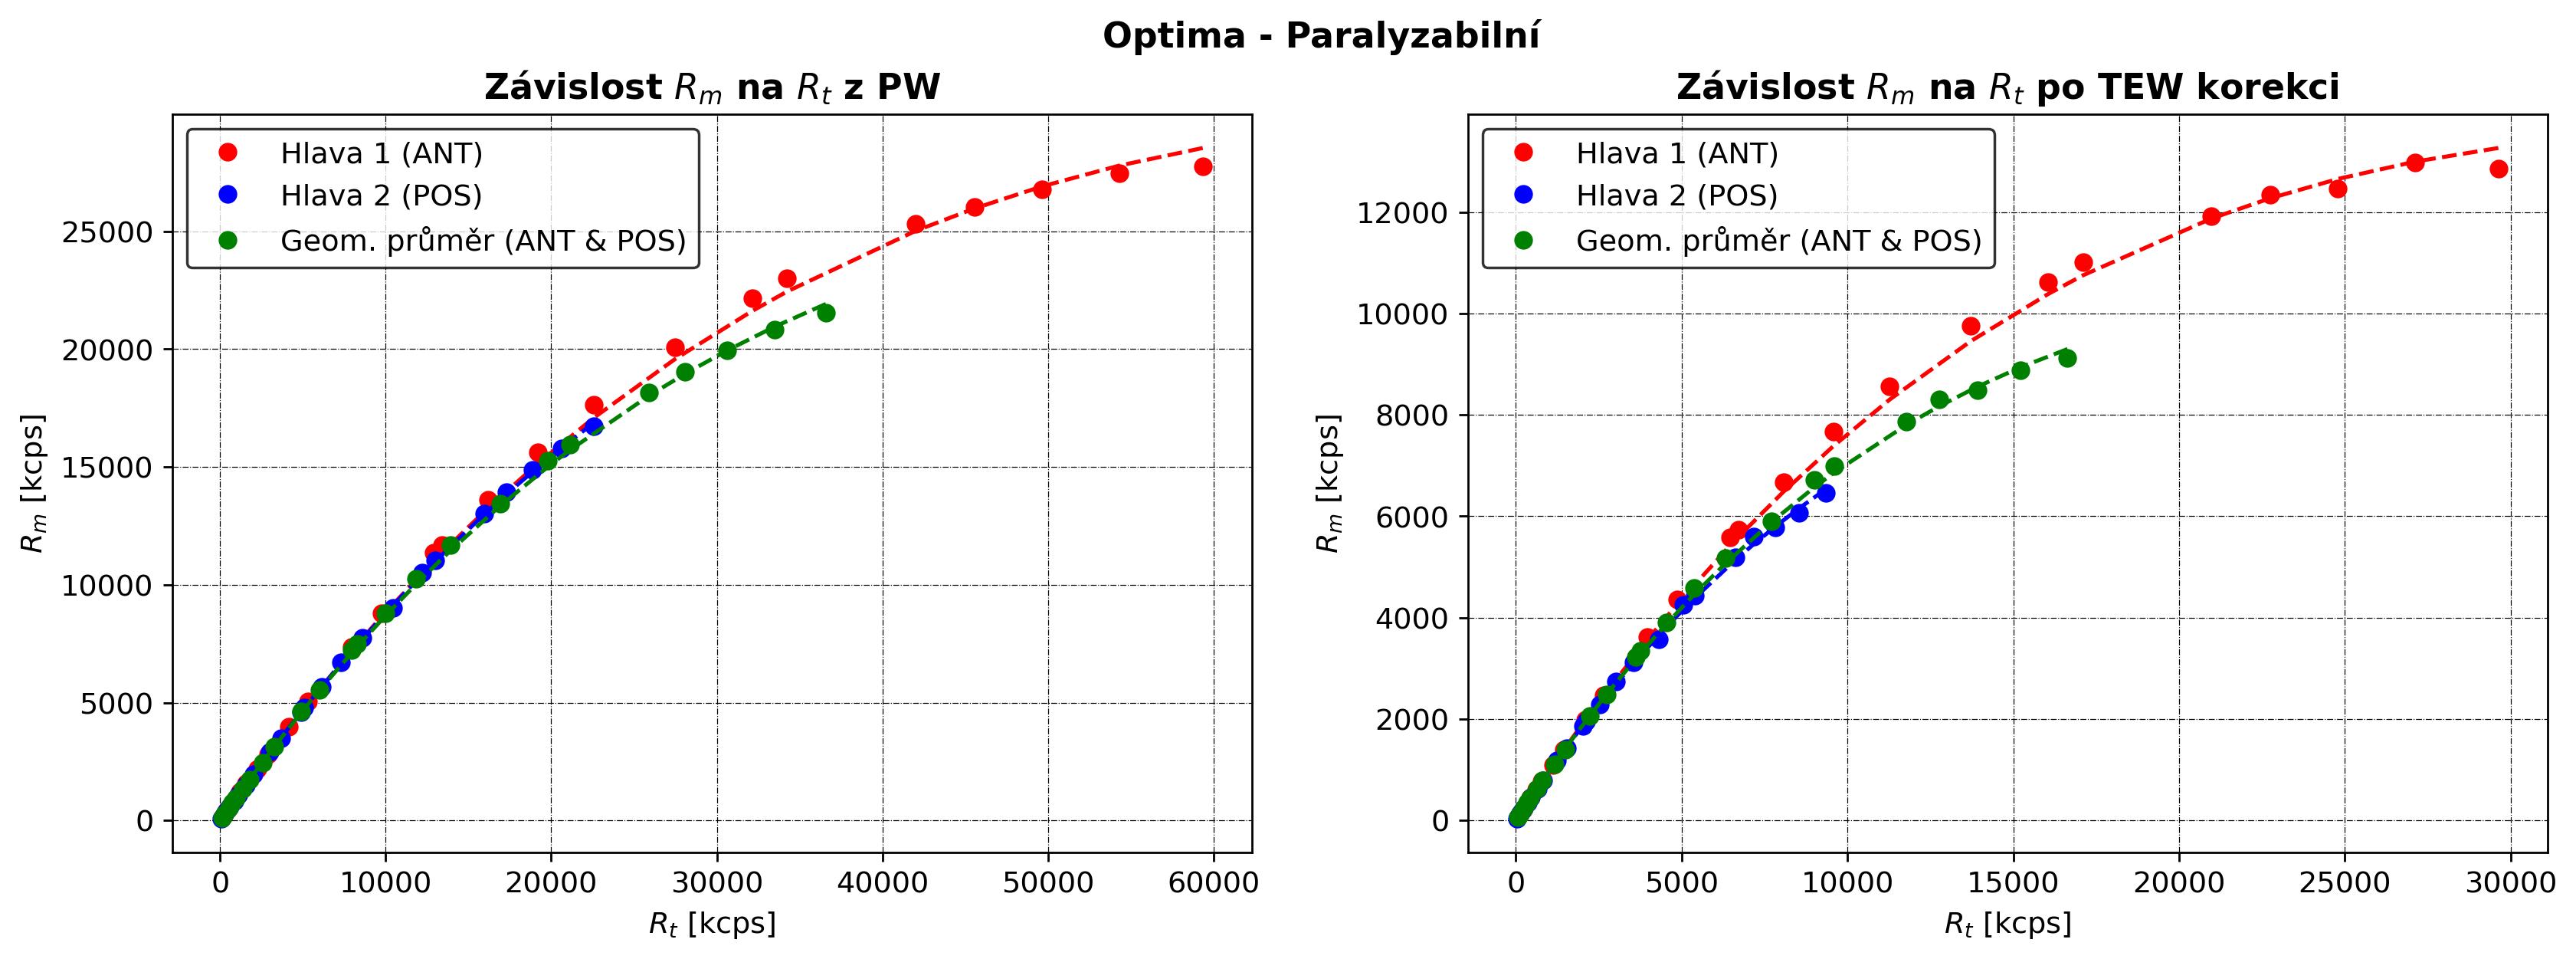 Optima - Paralyzabilní
Závislost R_m na R_t z PW
Hlava 1 (ANT)
Hlava 2 (POS)
Geom. průměr (ANT & POS)
25000
20000
15000
10000
5000
0
R_m [kcps]
0 10000 20000 30000 40000 50000 60000
R_t [kcps]
Závislost R_m na R_t po TEW korekci
Hlava 1 (ANT)
Hlava 2 (POS)
Geom. průměr (ANT & POS)
12000
10000
8000
6000
4000
2000
0
R_m [kcps]
0 5000 10000 15000 20000 25000 30000
R_t [kcps]